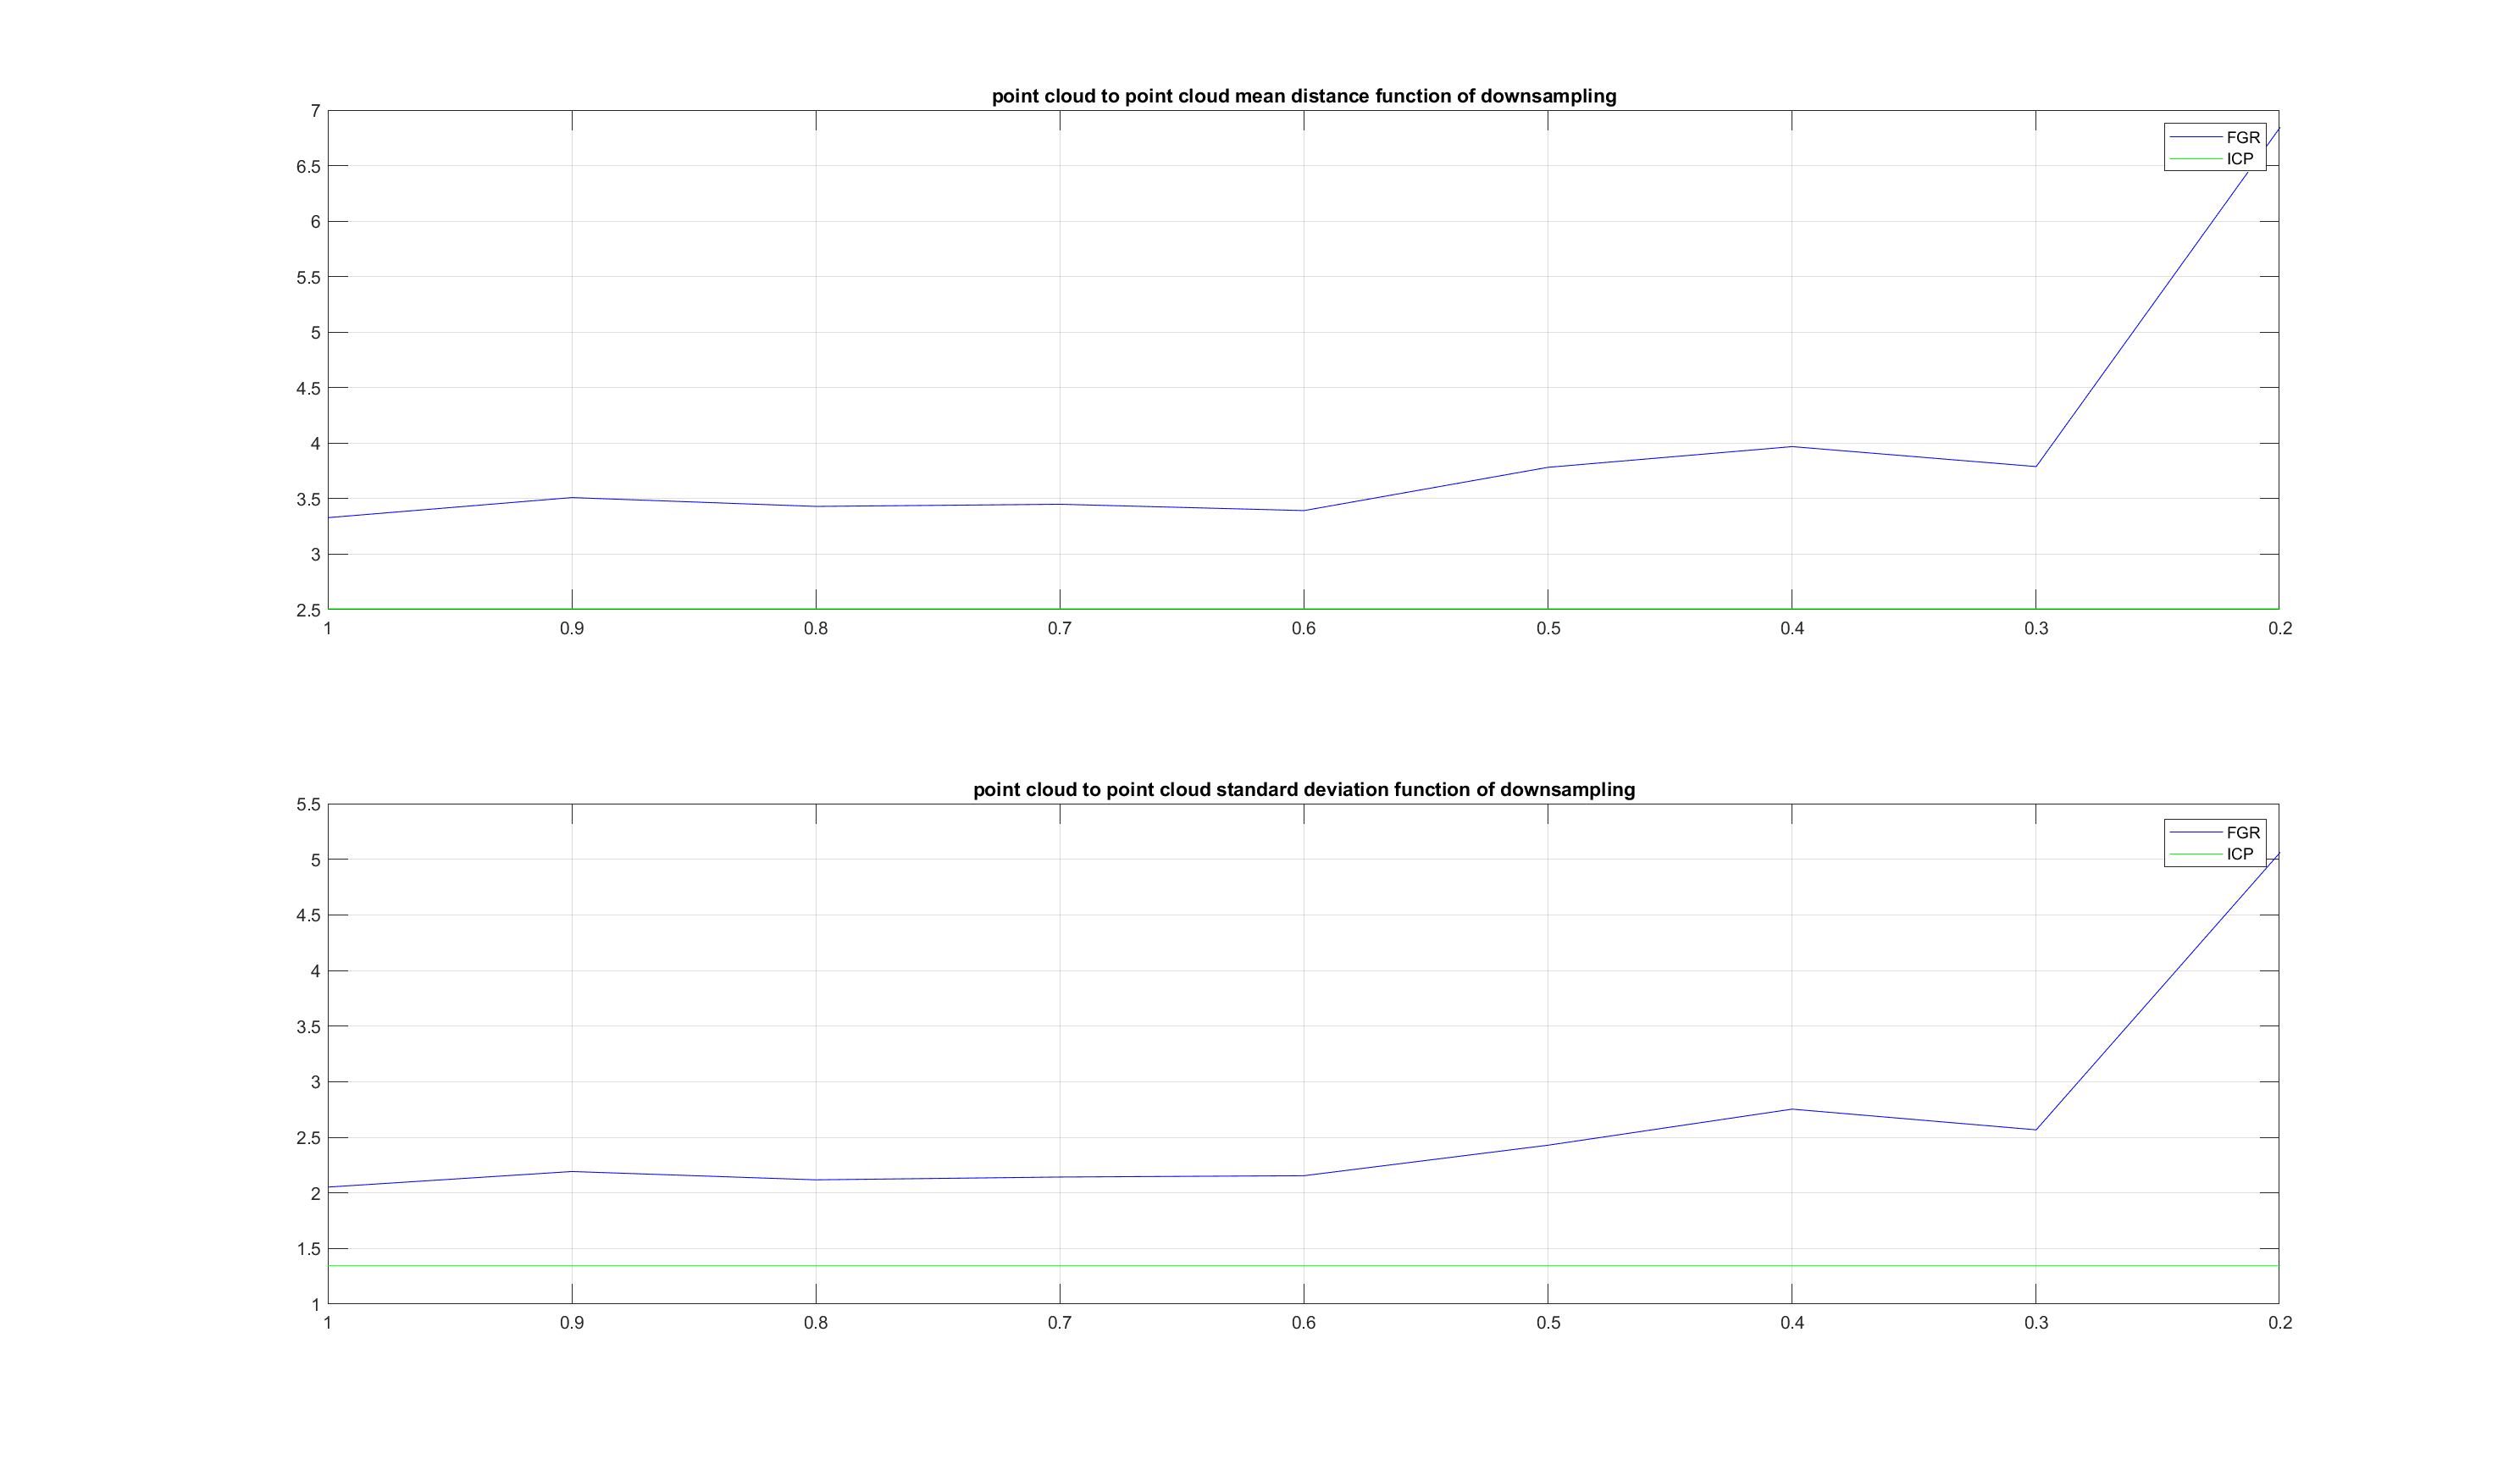 point cloud to point cloud mean distance function of downsampling
7
6.5
6
5.5
5
4.5
4
3.5
3
2.5
FGR
ICP
1 0.9 0.8 0.7 0.6 0.5 0.4 0.3 0.2
point cloud to point cloud standard deviation function of downsampling
5.5
5
4.5
4
3.5
3
2.5
2
1.5
1
FGR
ICP
1 0.9 0.8 0.7 0.6 0.5 0.4 0.3 0.2